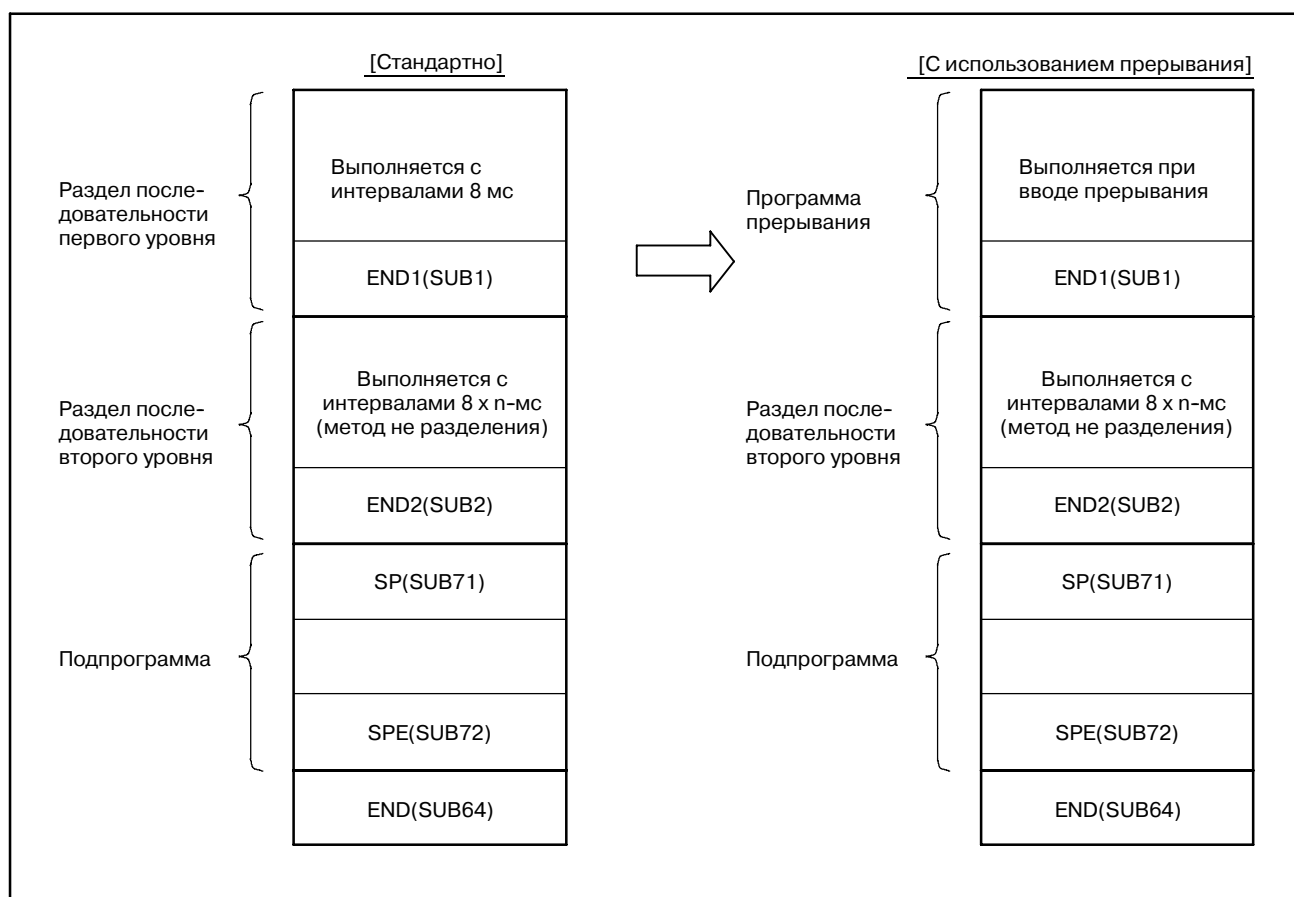 [Стандартно]
Раздел после-
довательности
первого уровня
Выполняется с
интервалами 8 мс
END1(SUB1)
Раздел после-
довательности
второго уровня
Выполняется с
интервалами 8 x n-мс
(метод не разделения)
END2(SUB2)
Подпрограмма
SP(SUB71)
SPE(SUB72)
END(SUB64)
[С использованием прерывания]
Программа
прерывания
Выполняется при
вводе прерывания
END1(SUB1)
Раздел после-
довательности
второго уровня
Выполняется с
интервалами 8 x n-мс
(метод не разделения)
END2(SUB2)
Подпрограмма
SP(SUB71)
SPE(SUB72)
END(SUB64)